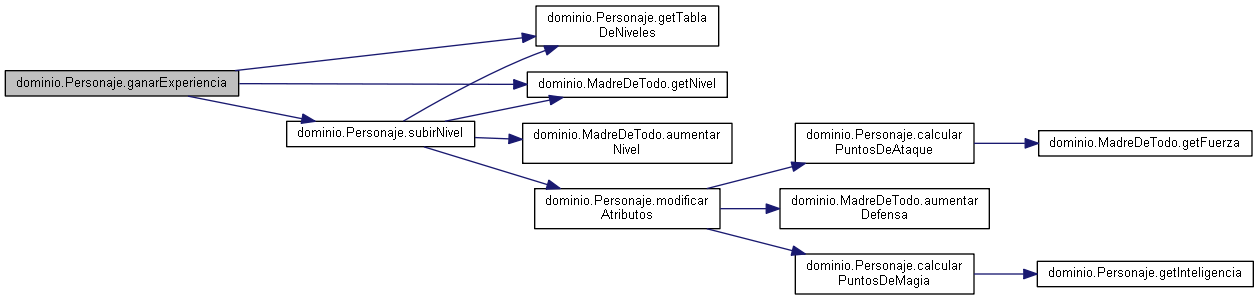 dominio.Personaje.ganarExperiencia
dominio.Personaje.getTabla
DeNiveles
dominio.MadreDeTodo.getNivel
dominio.Personaje.subirNivel
dominio.MadreDeTodo.aumentar
Nivel
dominio.Personaje.modificar
Atributos
dominio.Personaje.calcular
PuntosDeAtaque
dominio.MadreDeTodo.getFuerza
dominio.MadreDeTodo.aumentar
Defensa
dominio.Personaje.calcular
PuntosDeMagia
dominio.Personaje.getInteligencia